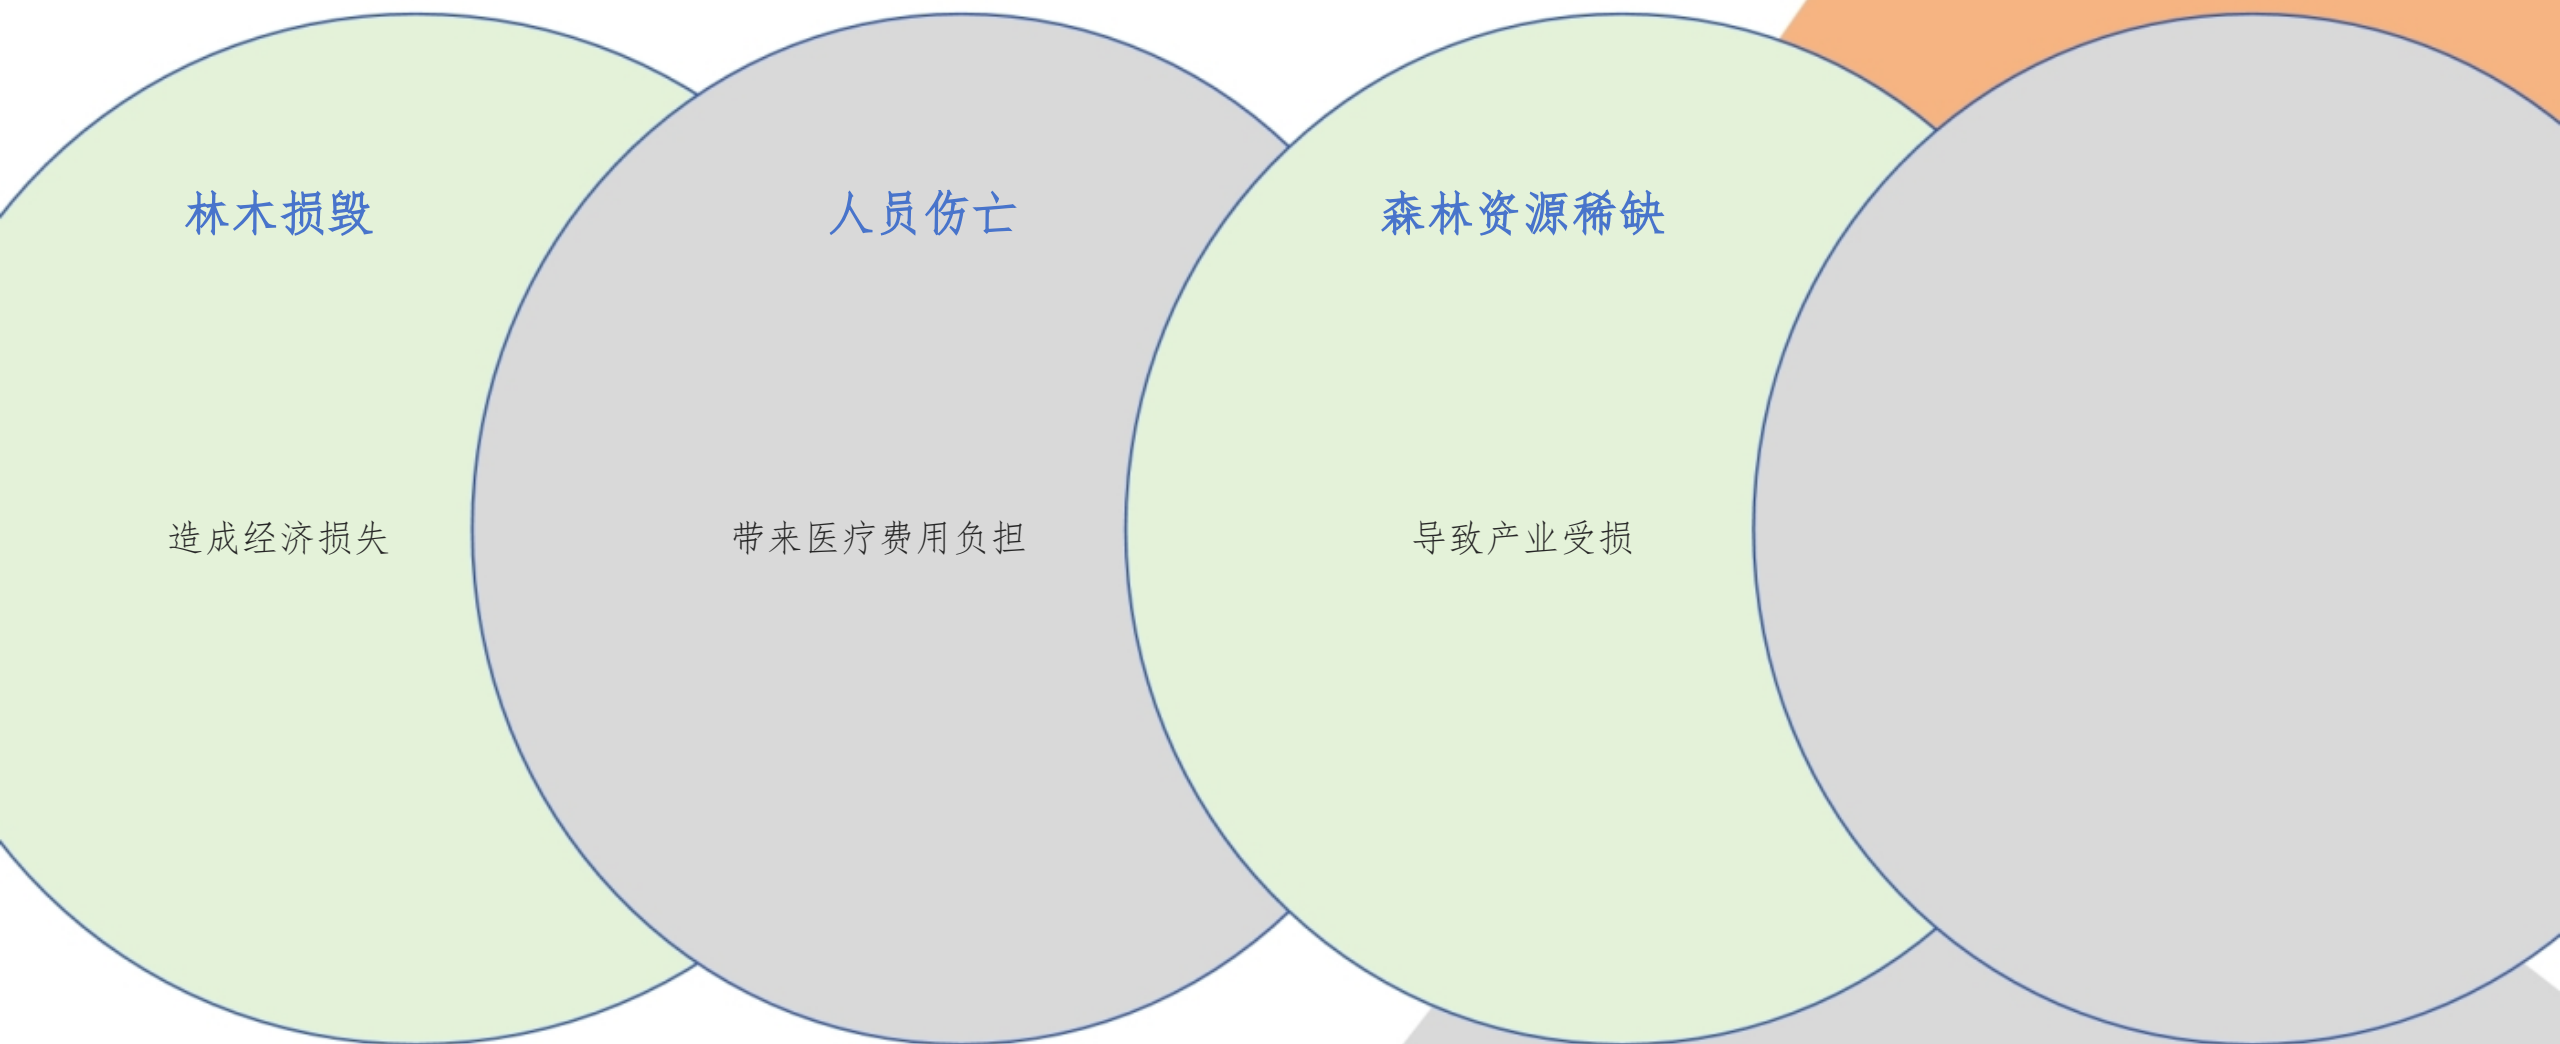 林木损毁
造成经济损失
人员伤亡
带来医疗费用负担
森林资源稀缺
导致产业受损